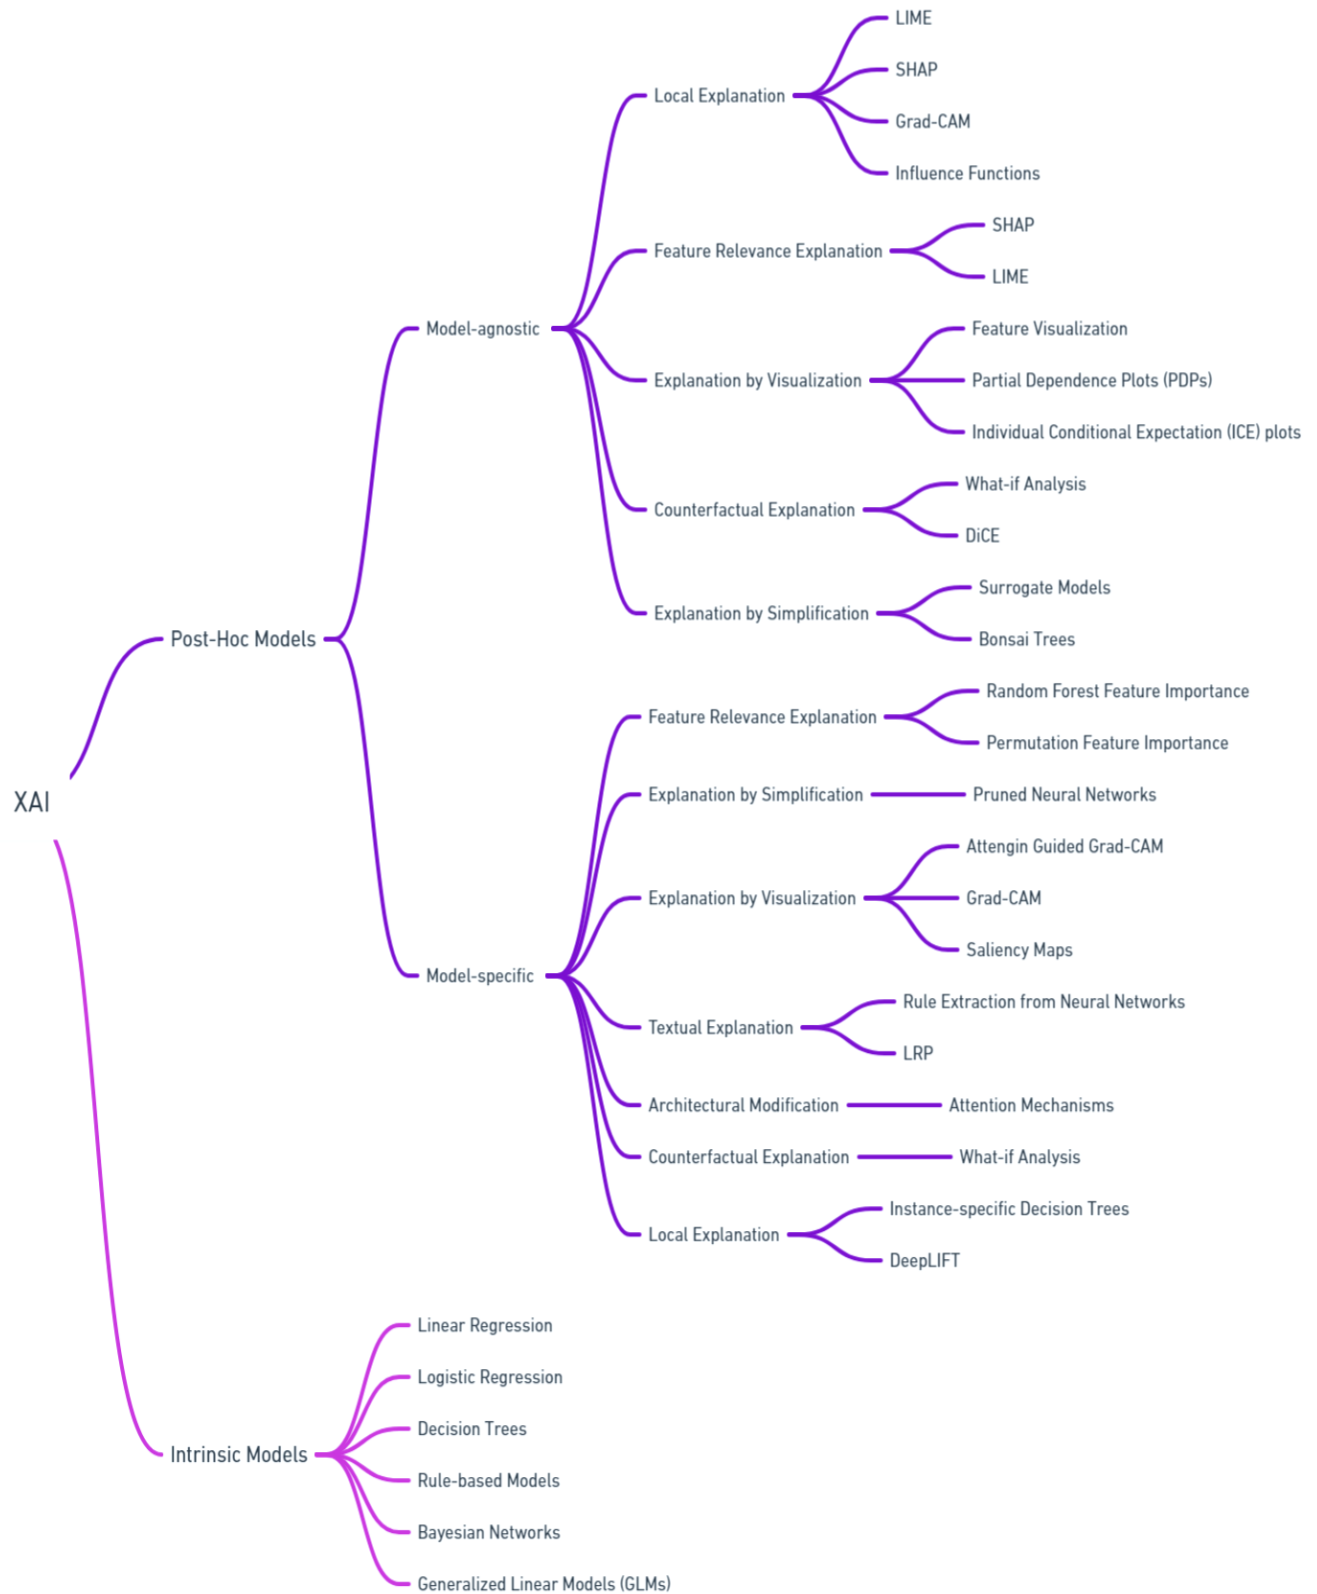 XAI
Post-Hoc Models
Model-agnostic
Local Explanation
LIME
SHAP
Grad-CAM
Influence Functions
Feature Relevance Explanation
SHAP
LIME
Explanation by Visualization
Feature Visualization
Partial Dependence Plots (PDPs)
Individual Conditional Expectation (ICE) plots
Counterfactual Explanation
What-if Analysis
DiCE
Explanation by Simplification
Surrogate Models
Bonsai Trees
Model-specific
Feature Relevance Explanation
Random Forest Feature Importance
Permutation Feature Importance
Explanation by Simplification
Pruned Neural Networks
Explanation by Visualization
Attengin Guided Grad-CAM
Grad-CAM
Saliency Maps
Textual Explanation
Rule Extraction from Neural Networks
LRP
Architectural Modification
Attention Mechanisms
Counterfactual Explanation
What-if Analysis
Local Explanation
Instance-specific Decision Trees
DeepLIFT
Intrinsic Models
Linear Regression
Logistic Regression
Decision Trees
Rule-based Models
Bayesian Networks
Generalized Linear Models (GLMs)